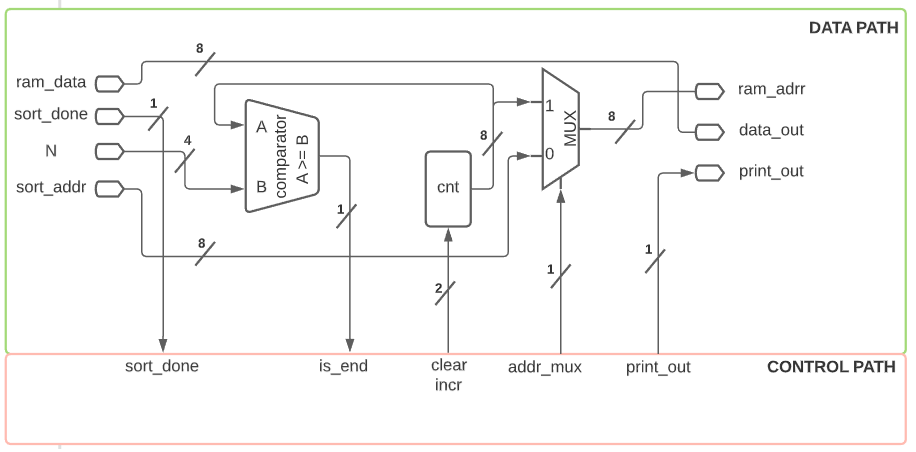 DATA PATH
8
ram_data
ram_adrr
sort_done
1
A
comparator
A >= B
8
1
MUX
8
data_out
N
4
0
print_out
sort_addr
B
cnt
1
8
1
1
2
sort_done
is_end
clear
incr
addr_mux
print_out
CONTROL PATH